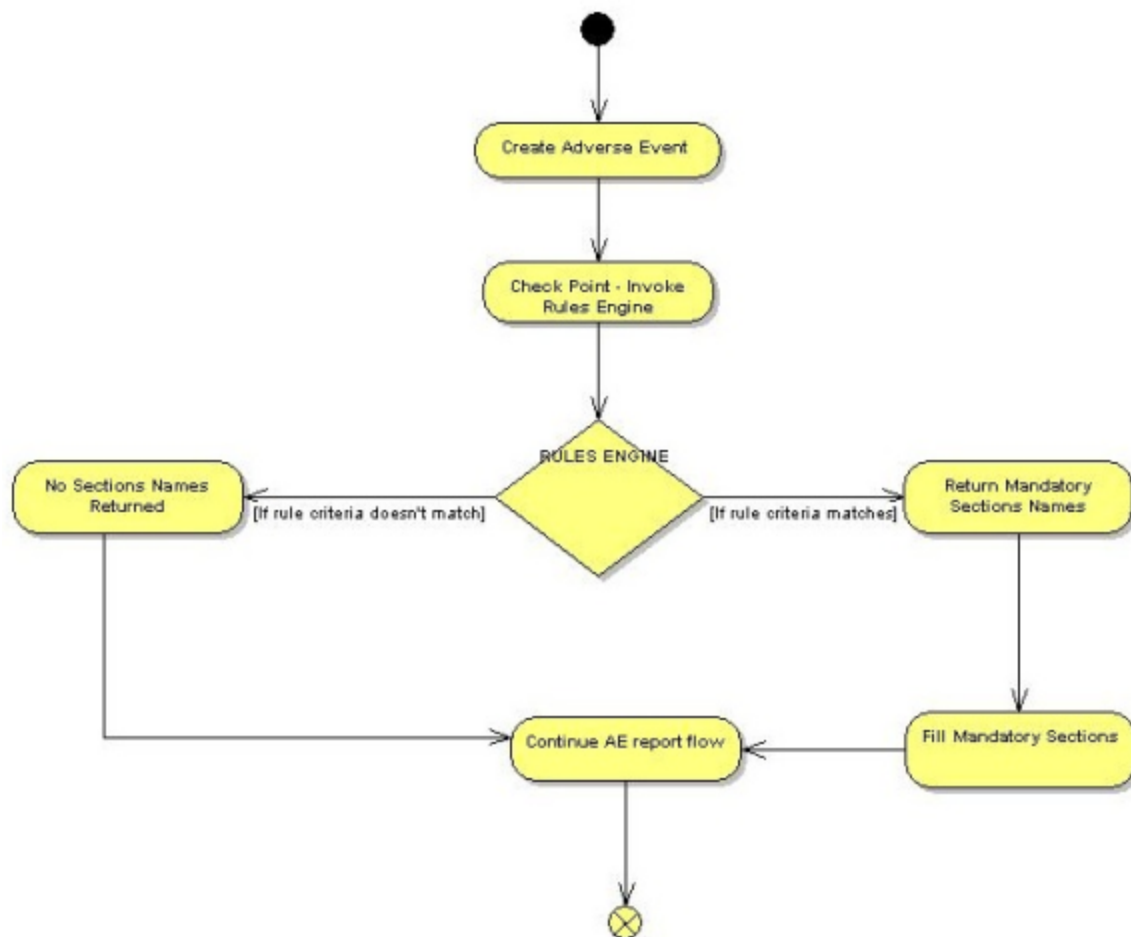 Create Adverse Event
Check Point - Invoke
Rules Engine
RULES ENGINE
No Sections Names
Returned
[If rule criteria doesn't match]
[If rule criteria matches]
Return Mandatory
Sections Names
Continue AE report flow
Fill Mandatory Sections